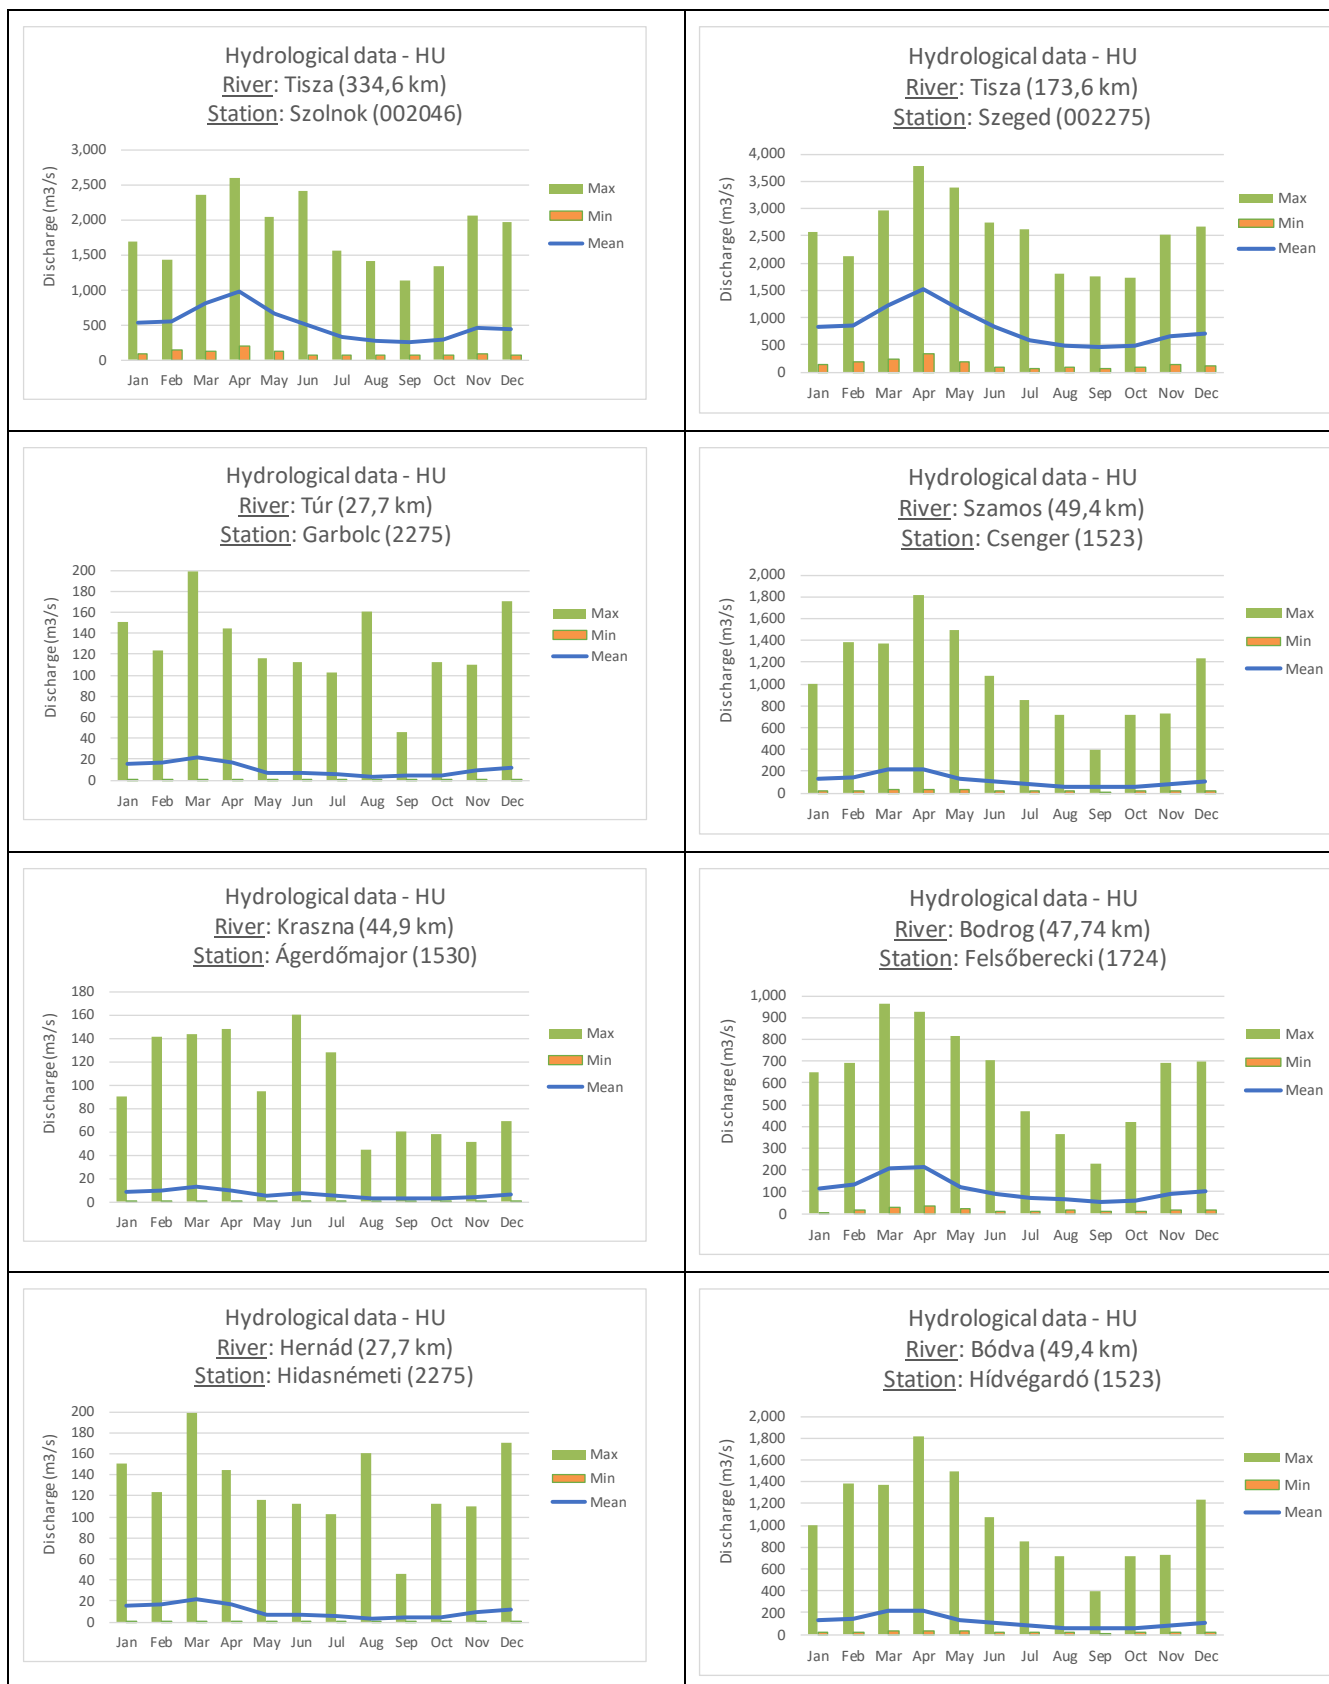 Hydrological data - HU
River: Tisza (334,6 km)
Station: Szolnok (002046)
Discharge (m3/s)
3,000
2,500
2,000
1,500
1,000
500
0
Jan Feb Mar Apr May Jun Jul Aug Sep Oct Nov Dec
Max
Min
Mean
Hydrological data - HU
River: Tisza (173,6 km)
Station: Szeged (002275)
Discharge (m3/s)
4,000
3,500
3,000
2,500
2,000
1,500
1,000
500
0
Jan Feb Mar Apr May Jun Jul Aug Sep Oct Nov Dec
Max
Min
Mean
Hydrological data - HU
River: Túr (27,7 km)
Station: Garbolc (2275)
Discharge (m3/s)
200
180
160
140
120
100
80
60
40
20
0
Jan Feb Mar Apr May Jun Jul Aug Sep Oct Nov Dec
Max
Min
Mean
Hydrological data - HU
River: Szamos (49,4 km)
Station: Csenger (1523)
Discharge (m3/s)
2,000
1,800
1,600
1,400
1,200
1,000
800
600
400
200
0
Jan Feb Mar Apr May Jun Jul Aug Sep Oct Nov Dec
Max
Min
Mean
Hydrological data - HU
River: Kraszna (44,9 km)
Station: Ágerdőmajor (1530)
Discharge (m3/s)
180
160
140
120
100
80
60
40
20
0
Jan Feb Mar Apr May Jun Jul Aug Sep Oct Nov Dec
Max
Min
Mean
Hydrological data - HU
River: Bodrog (47,74 km)
Station: Felsőberecki (1724)
Discharge (m3/s)
1,000
900
800
700
600
500
400
300
200
100
0
Jan Feb Mar Apr May Jun Jul Aug Sep Oct Nov Dec
Max
Min
Mean
Hydrological data - HU
River: Hernád (27,7 km)
Station: Hidasnémeti (2275)
Discharge (m3/s)
200
180
160
140
120
100
80
60
40
20
0
Jan Feb Mar Apr May Jun Jul Aug Sep Oct Nov Dec
Max
Min
Mean
Hydrological data - HU
River: Bódva (49,4 km)
Station: Hídvégardó (1523)
Discharge (m3/s)
2,000
1,800
1,600
1,400
1,200
1,000
800
600
400
200
0
Jan Feb Mar Apr May Jun Jul Aug Sep Oct Nov Dec
Max
Min
Mean